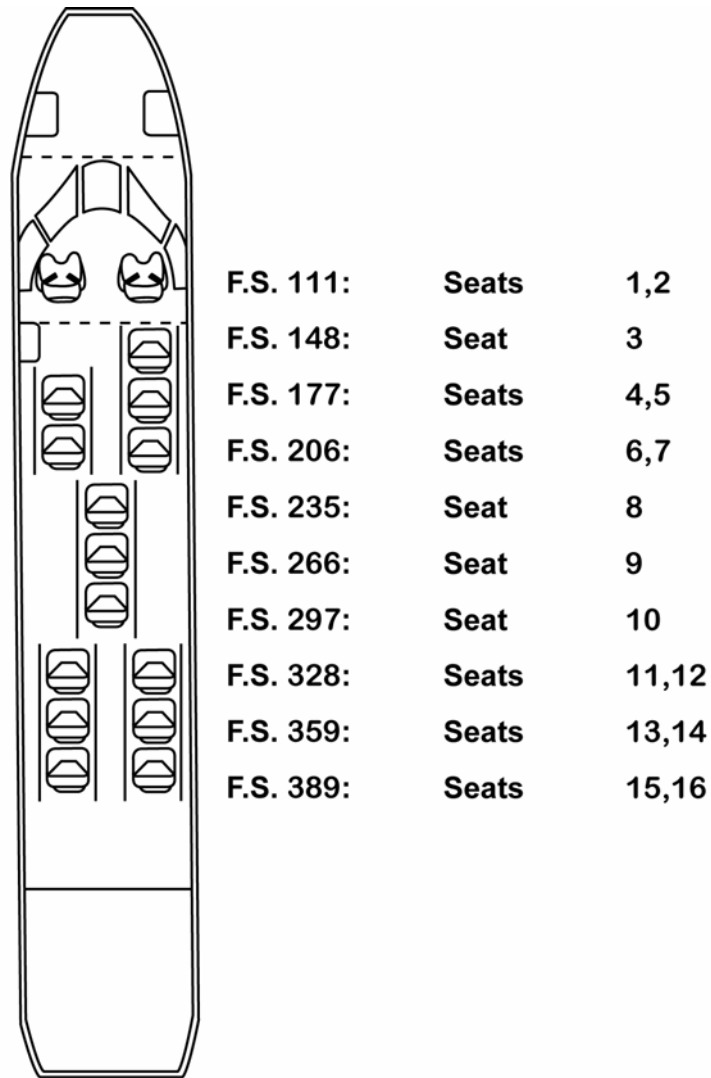 F.S. 111: Seats 1,2
F.S. 148: Seat 3
F.S. 177: Seats 4,5
F.S. 206: Seats 6,7
F.S. 235: Seat 8
F.S. 266: Seat 9
F.S. 297: Seat 10
F.S. 328: Seats 11,12
F.S. 359: Seats 13,14
F.S. 389: Seats 15,16